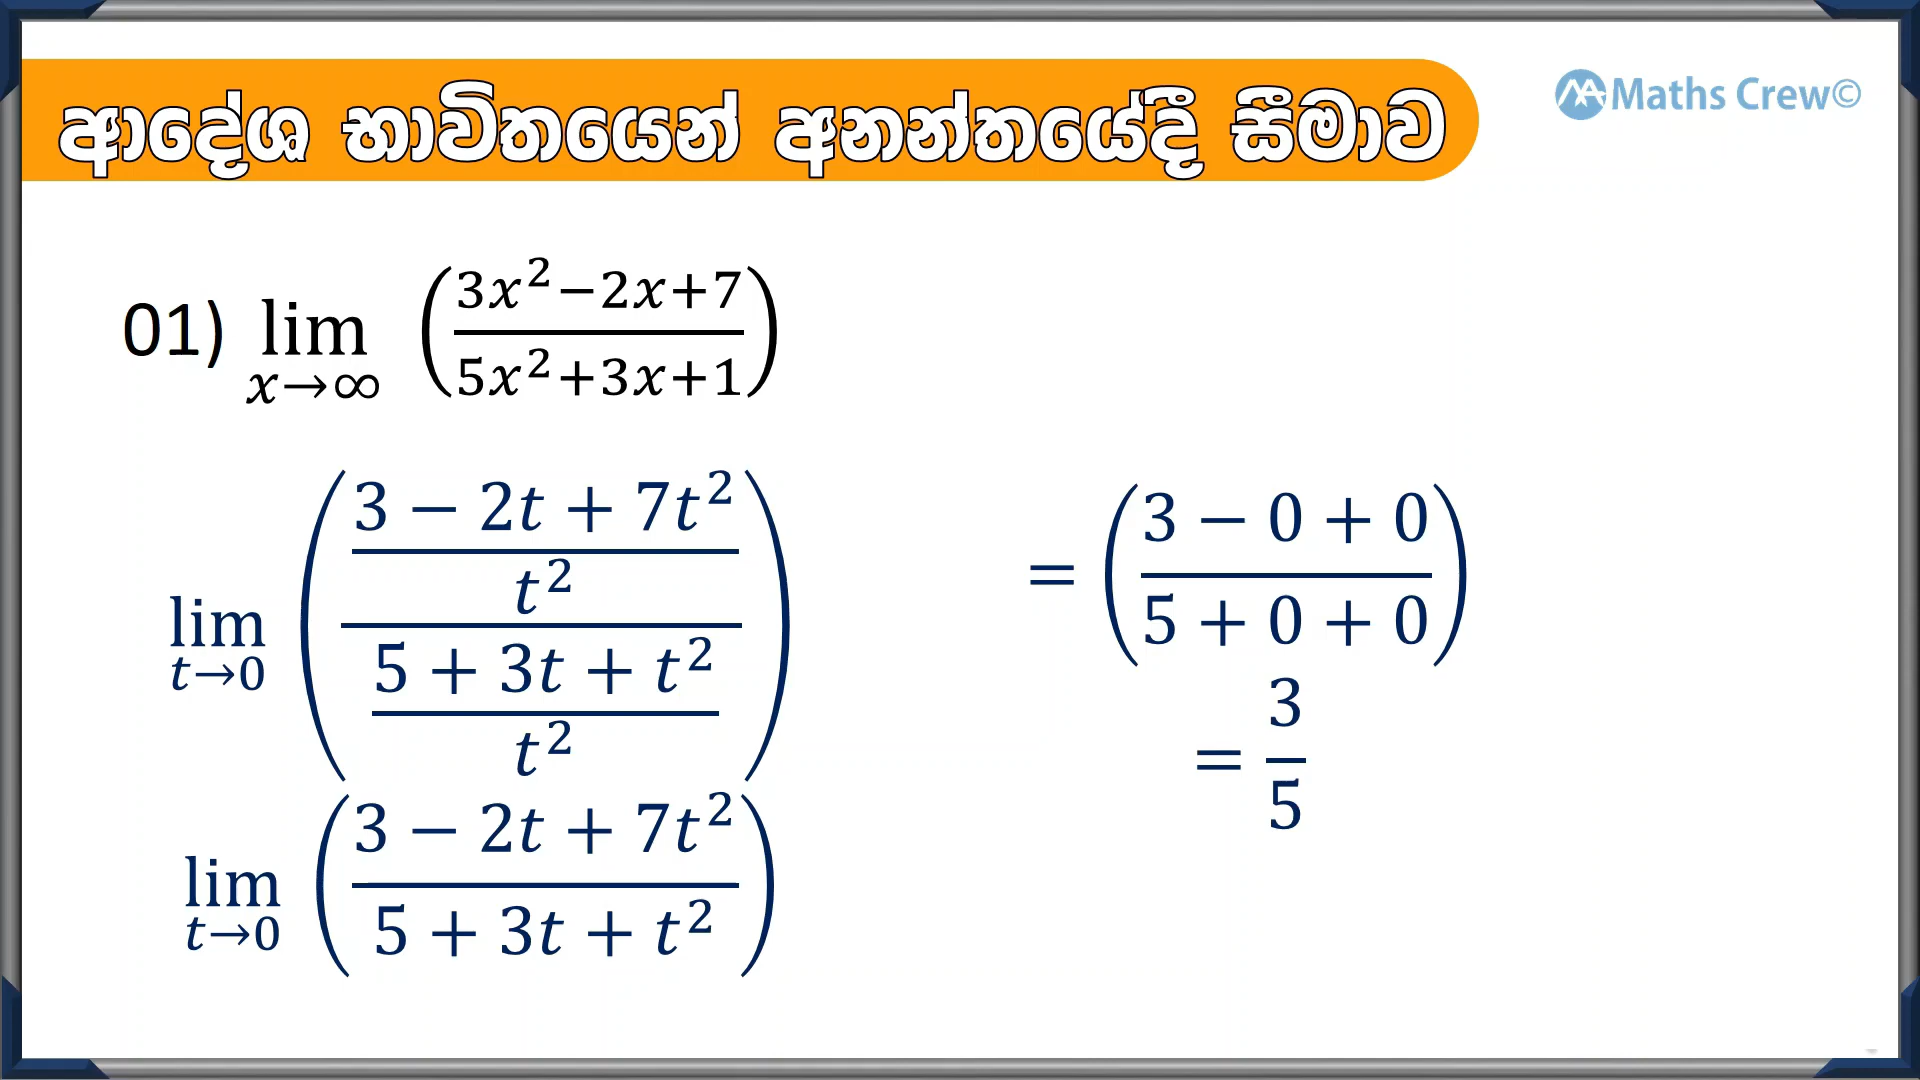 ආදේශ භාවිතයෙන් අනන්තයේදී සීමාව
Maths Crew©
01) lim x→∞ (3x²−2x+7 / 5x²+3x+1)
lim t→0 ((3 − 2t + 7t² / t²) / (5 + 3t + t² / t²))
lim t→0 (3 − 2t + 7t² / 5 + 3t + t²)
= (3 − 0 + 0 / 5 + 0 + 0)
= 3/5